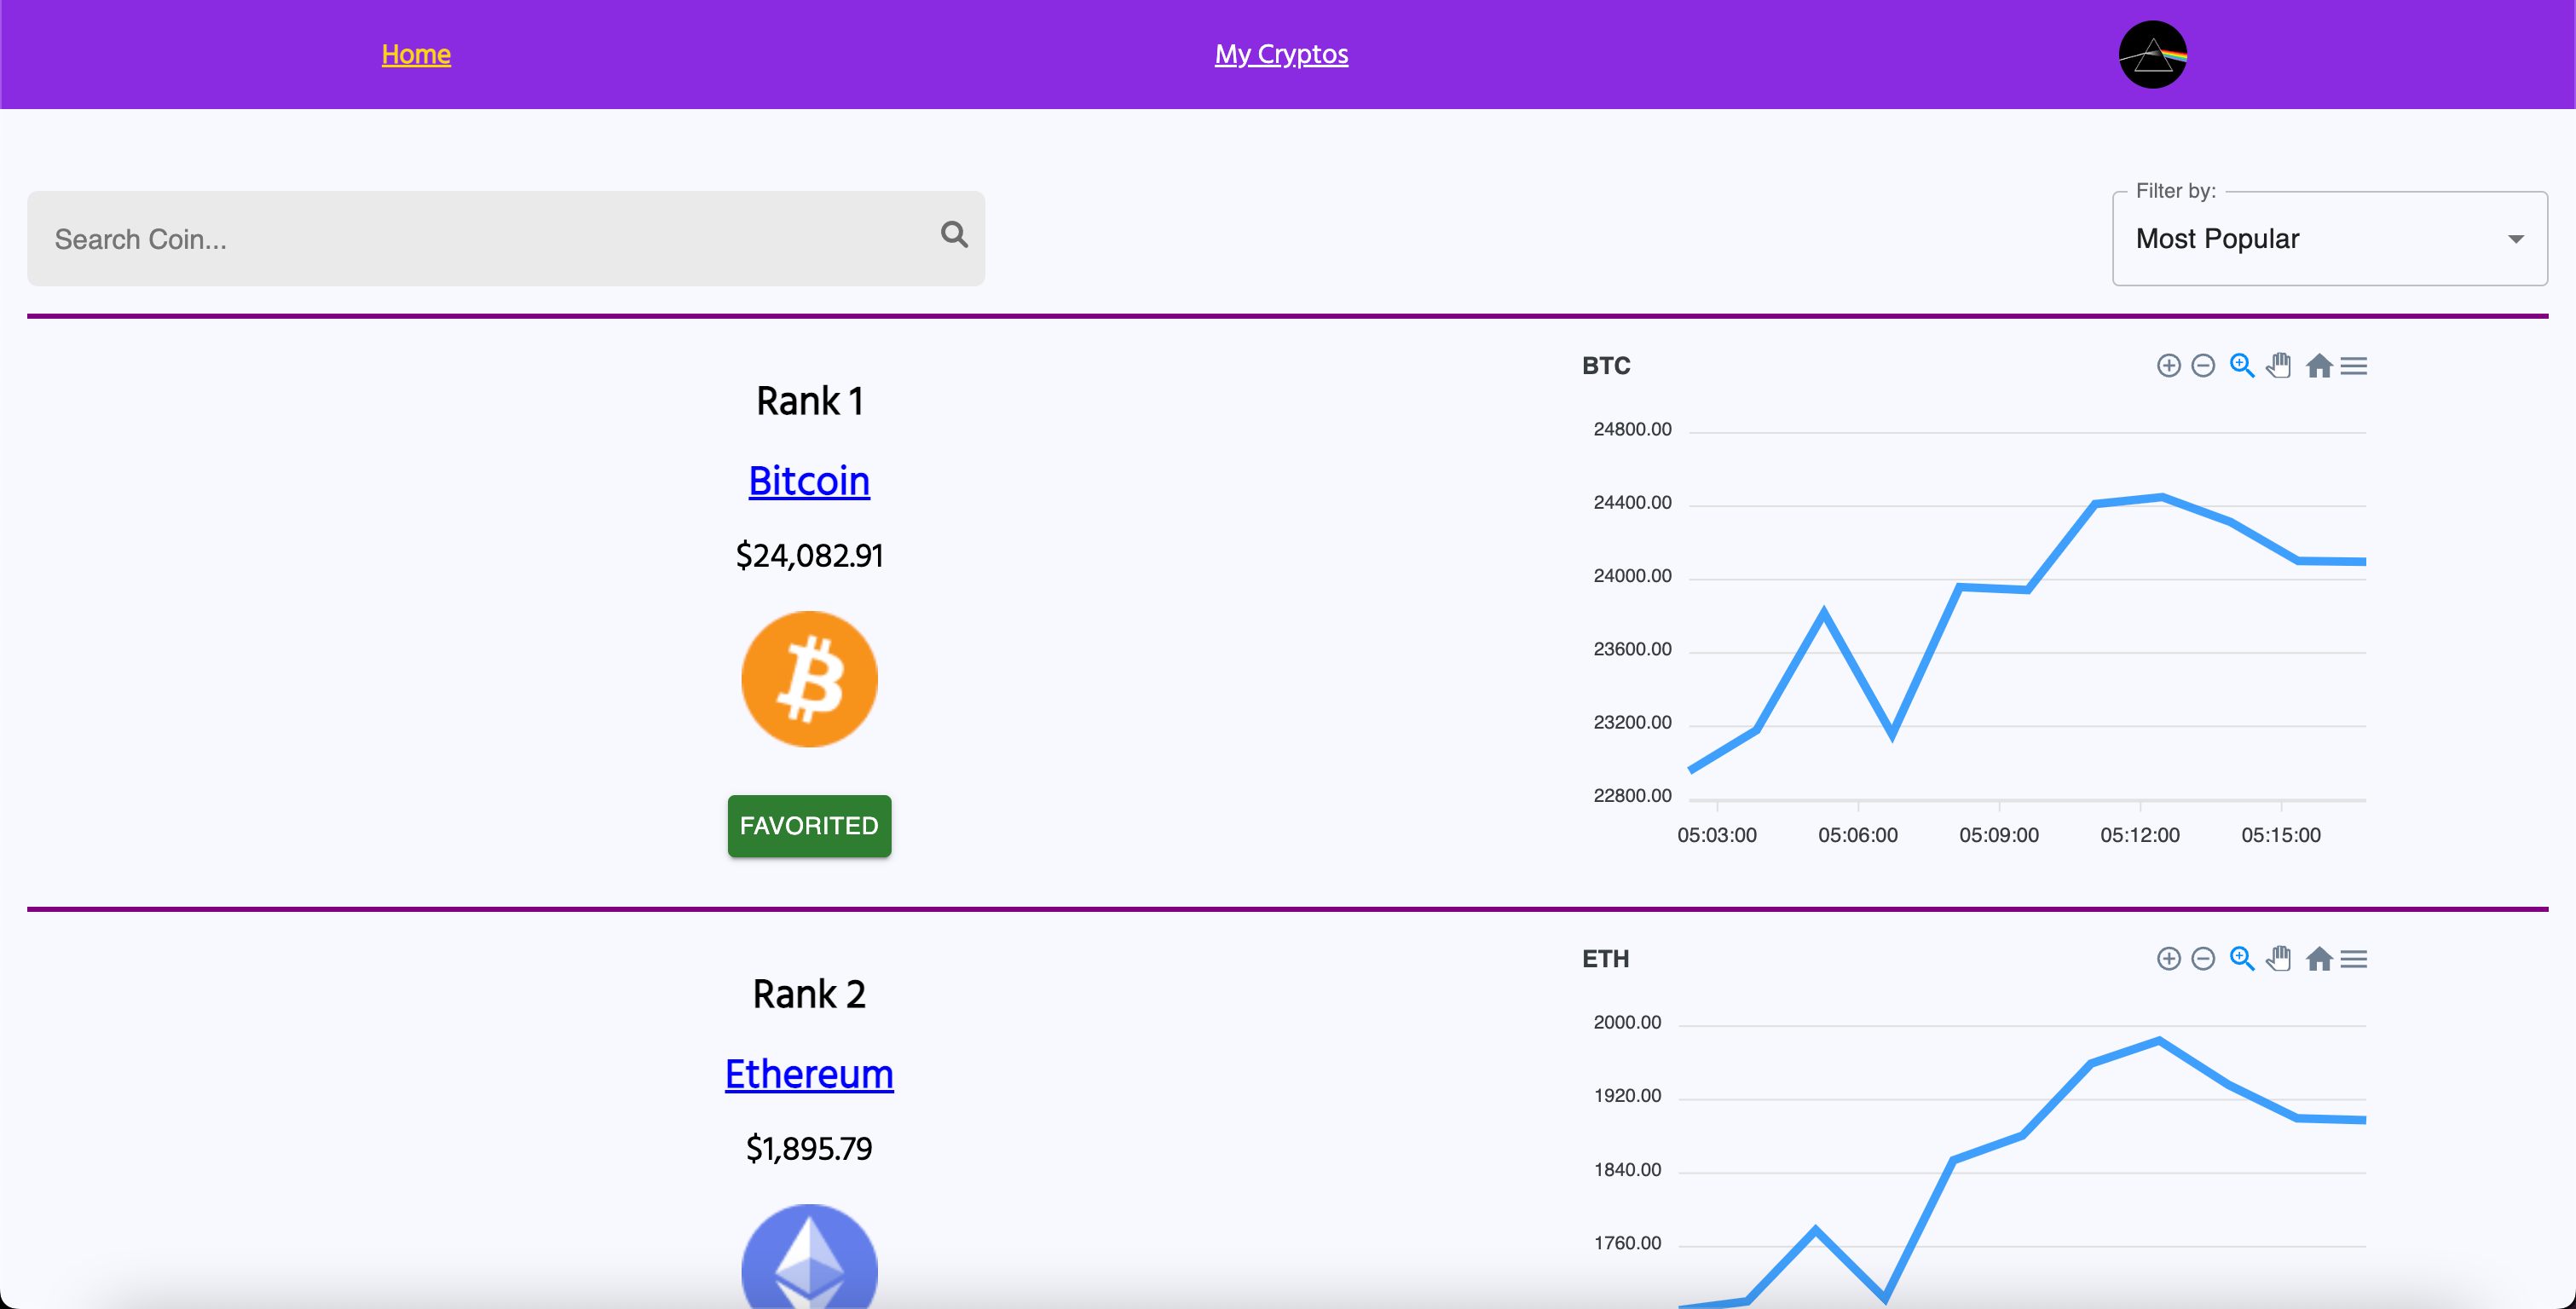 Home
My Cryptos
Search Coin...
Filter by:
Most Popular
Rank 1
Bitcoin
$24,082.91
FAVORITED
BTC
24800.00
24400.00
24000.00
23600.00
23200.00
22800.00
05:03:00 05:06:00 05:09:00 05:12:00 05:15:00
Rank 2
Ethereum
$1,895.79
ETH
2000.00
1920.00
1840.00
1760.00